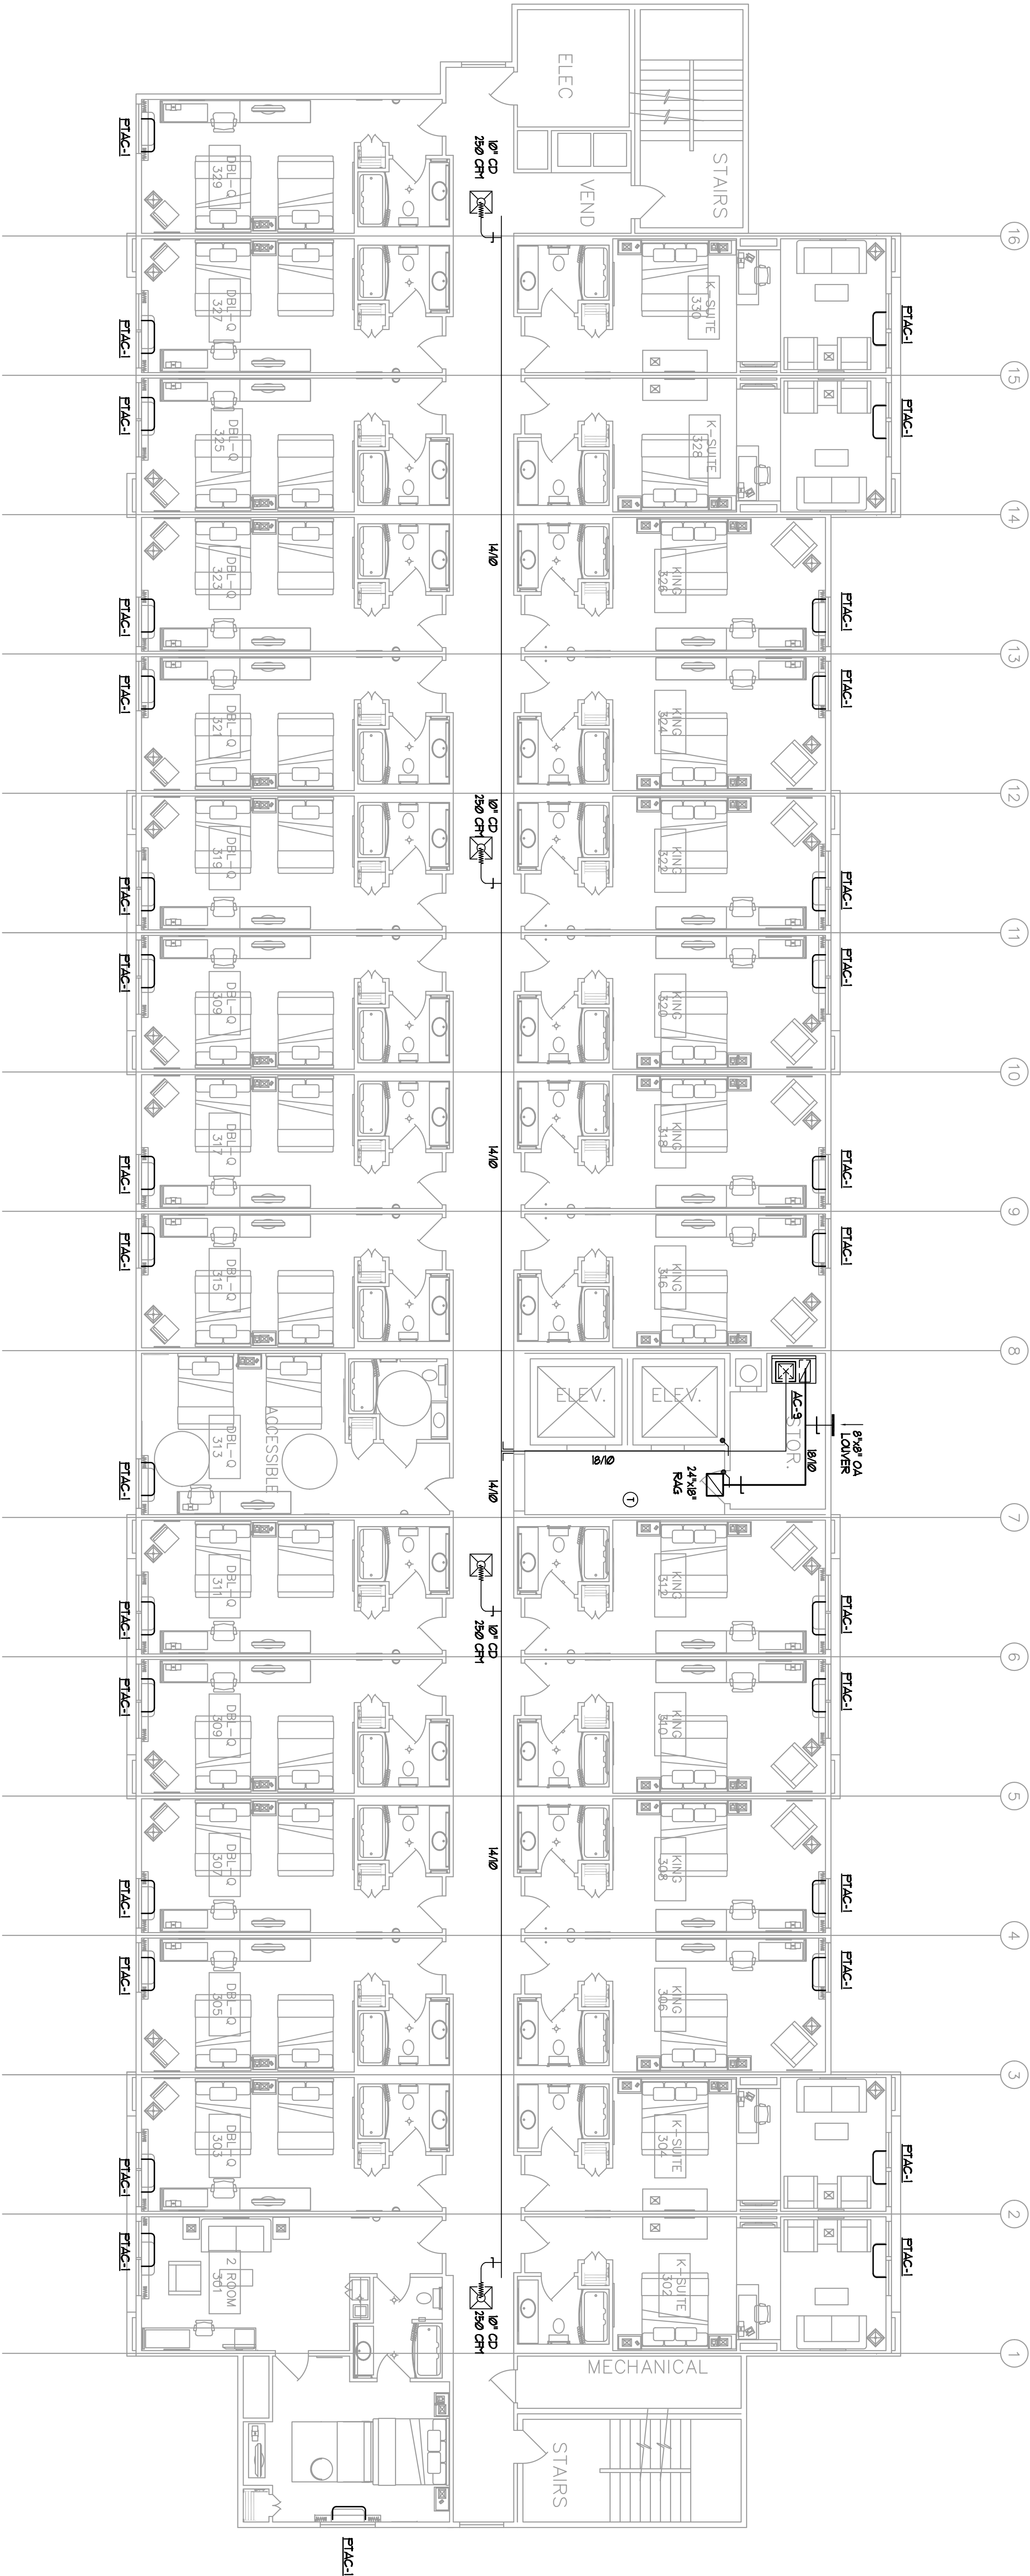 ELEC
STAIRS
VEND
10" CD
250 CFM
PTAC-1
DBL-Q
329
16
DBL-Q
327
PTAC-1
K-SUITE
330
PTAC-1
15
DBL-Q
325
PTAC-1
K-SUITE
328
PTAC-1
14
14/10
DBL-Q
323
PTAC-1
KING
326
PTAC-1
13
DBL-Q
321
PTAC-1
KING
324
PTAC-1
12
10" CD
250 CFM
DBL-Q
319
PTAC-1
KING
322
PTAC-1
11
DBL-Q
309
PTAC-1
KING
320
PTAC-1
10
14/10
DBL-Q
317
PTAC-1
KING
318
PTAC-1
9
DBL-Q
315
PTAC-1
KING
316
PTAC-1
8
ELEV.
ELEV.
STOR.
AC-9
8"x8" OA
LOUVER
18/10
18/10
24"x18"
RAG
T
ACCESSIBLE
DBL-Q
313
PTAC-1
14/10
7
DBL-Q
311
PTAC-1
10" CD
250 CFM
KING
312
PTAC-1
6
DBL-Q
309
PTAC-1
KING
310
PTAC-1
5
DBL-Q
307
PTAC-1
14/10
KING
308
PTAC-1
4
DBL-Q
305
PTAC-1
KING
306
PTAC-1
3
DBL-Q
303
PTAC-1
K-SUITE
304
PTAC-1
2
2 ROOM
301
PTAC-1
10" CD
250 CFM
K-SUITE
302
PTAC-1
1
MECHANICAL
STAIRS
PTAC-1